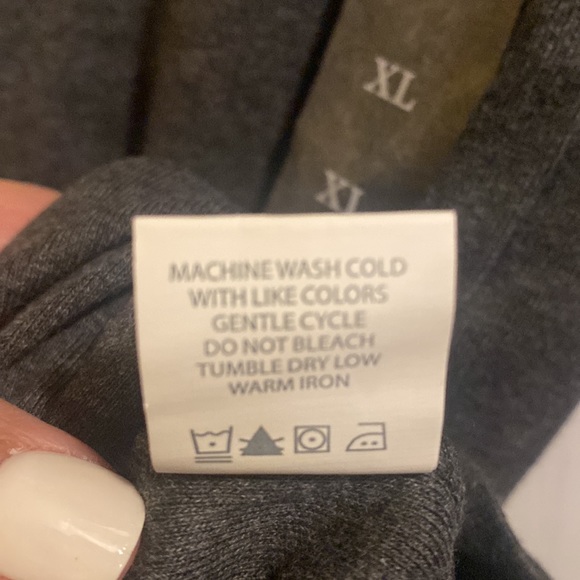 XL
XL
MACHINE WASH COLD
WITH LIKE COLORS
GENTLE CYCLE
DO NOT BLEACH
TUMBLE DRY LOW
WARM IRON